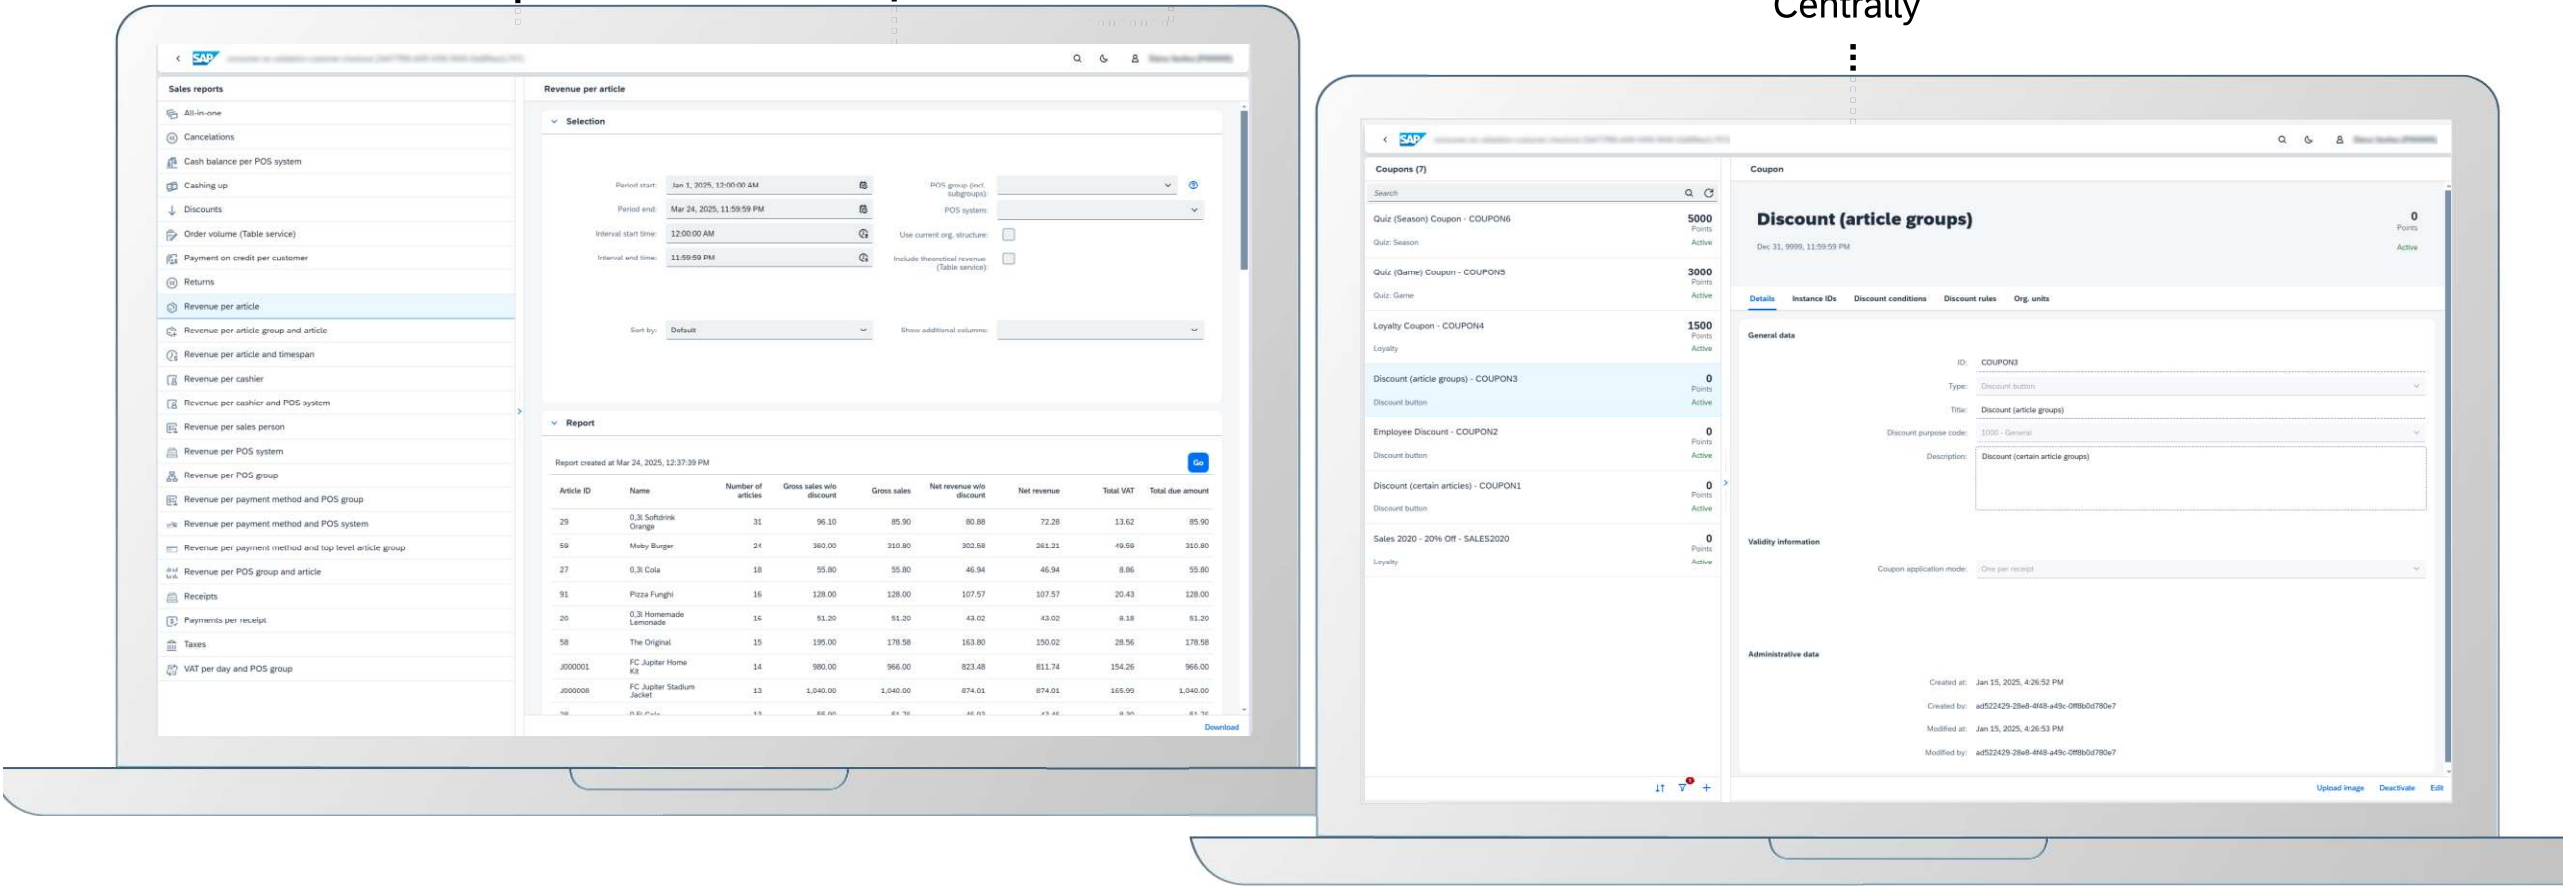 Centrally
SAP
Sales reports
All-in-one
Cancelations
Cash balance per POS system
Cashing up
Discounts
Order volume (Table service)
Payment on credit per customer
Returns
Revenue per article
Revenue per article group and article
Revenue per article and timespan
Revenue per cashier
Revenue per cashier and POS system
Revenue per sales person
Revenue per POS system
Revenue per POS group
Revenue per payment method and POS group
Revenue per payment method and POS system
Revenue per payment method and top level article group
Revenue per POS group and article
Receipts
Payments per receipt
Taxes
VAT per day and POS group
Revenue per article
Selection
Period start: Jan 1, 2025, 12:00:00 AM
Period end: Mar 24, 2025, 11:59:59 PM
Interval start time: 12:00:00 AM
Interval end time: 11:59:59 PM
POS group (incl.
subgroups):
POS system:
Use current org. structure:
Include theoretical revenue
(Table service):
Sort by: Default
Show additional columns:
Report
Report created at Mar 24, 2025, 12:37:39 PM
Go
Article ID Name Number of articles Gross sales w/o discount Gross sales Net revenue w/o discount Net revenue Total VAT Total due amount
29 0,3l Softdrink Orange 31 96.10 85.90 80.88 72.28 13.62 85.90
59 Moby Burger 24 360.00 310.80 302.58 261.21 49.59 310.80
27 0,3l Cola 18 55.80 55.80 46.94 46.94 8.86 55.80
91 Pizza Funghi 16 128.00 128.00 107.57 107.57 20.43 128.00
20 0,3l Homemade Lemonade 16 51.20 51.20 43.02 43.02 8.18 51.20
58 The Original 15 195.00 178.58 163.80 150.02 28.56 178.58
J000001 FC Jupiter Home Kit 14 980.00 966.00 823.48 811.74 154.26 966.00
J000008 FC Jupiter Stadium Jacket 13 1,040.00 1,040.00 874.01 874.01 165.99 1,040.00
Download
SAP
Coupons (7)
Search
Quiz (Season) Coupon - COUPON6 5000
Points
Quiz: Season Active
Quiz (Game) Coupon - COUPON5 3000
Points
Quiz: Game Active
Loyalty Coupon - COUPON4 1500
Points
Loyalty Active
Discount (article groups) - COUPON3 0
Points
Discount button Active
Employee Discount - COUPON2 0
Points
Discount button Active
Discount (certain articles) - COUPON1 0
Points
Discount button Active
Sales 2020 - 20% Off - SALES2020 0
Points
Loyalty Active
Coupon
Discount (article groups) 0
Points
Dec 31, 9999, 11:59:59 PM Active
Details Instance IDs Discount conditions Discount rules Org. units
General data
ID: COUPON3
Type: Discount button
Title: Discount (article groups)
Discount purpose code: 1000 - General
Description: Discount (certain article groups)
Validity information
Coupon application mode: One per receipt
Administrative data
Created at: Jan 15, 2025, 4:26:52 PM
Created by: ad522429-28e8-4f48-a49c-0ff8b0d780e7
Modified at: Jan 15, 2025, 4:26:53 PM
Modified by: ad522429-28e8-4f48-a49c-0ff8b0d780e7
Upload image Deactivate Edit